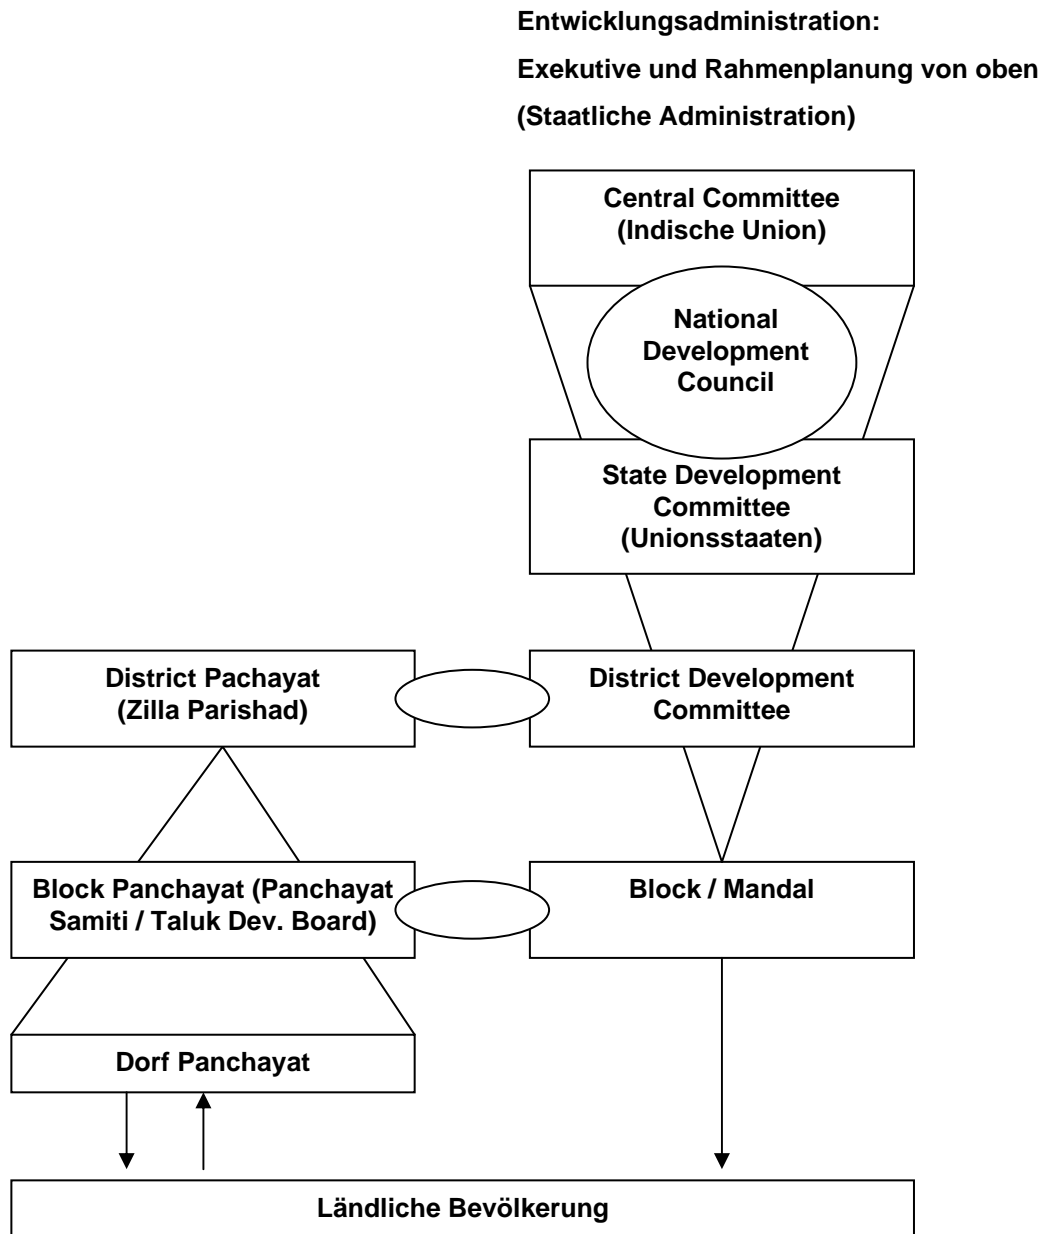 Entwicklungsadministration:
Exekutive und Rahmenplanung von oben
(Staatliche Administration)
Central Committee
(Indische Union)
National
Development
Council
State Development
Committee
(Unionsstaaten)
District Pachayat
(Zilla Parishad)
District Development
Committee
Block Panchayat (Panchayat
Samiti / Taluk Dev. Board)
Block / Mandal
Dorf Panchayat
Ländliche Bevölkerung